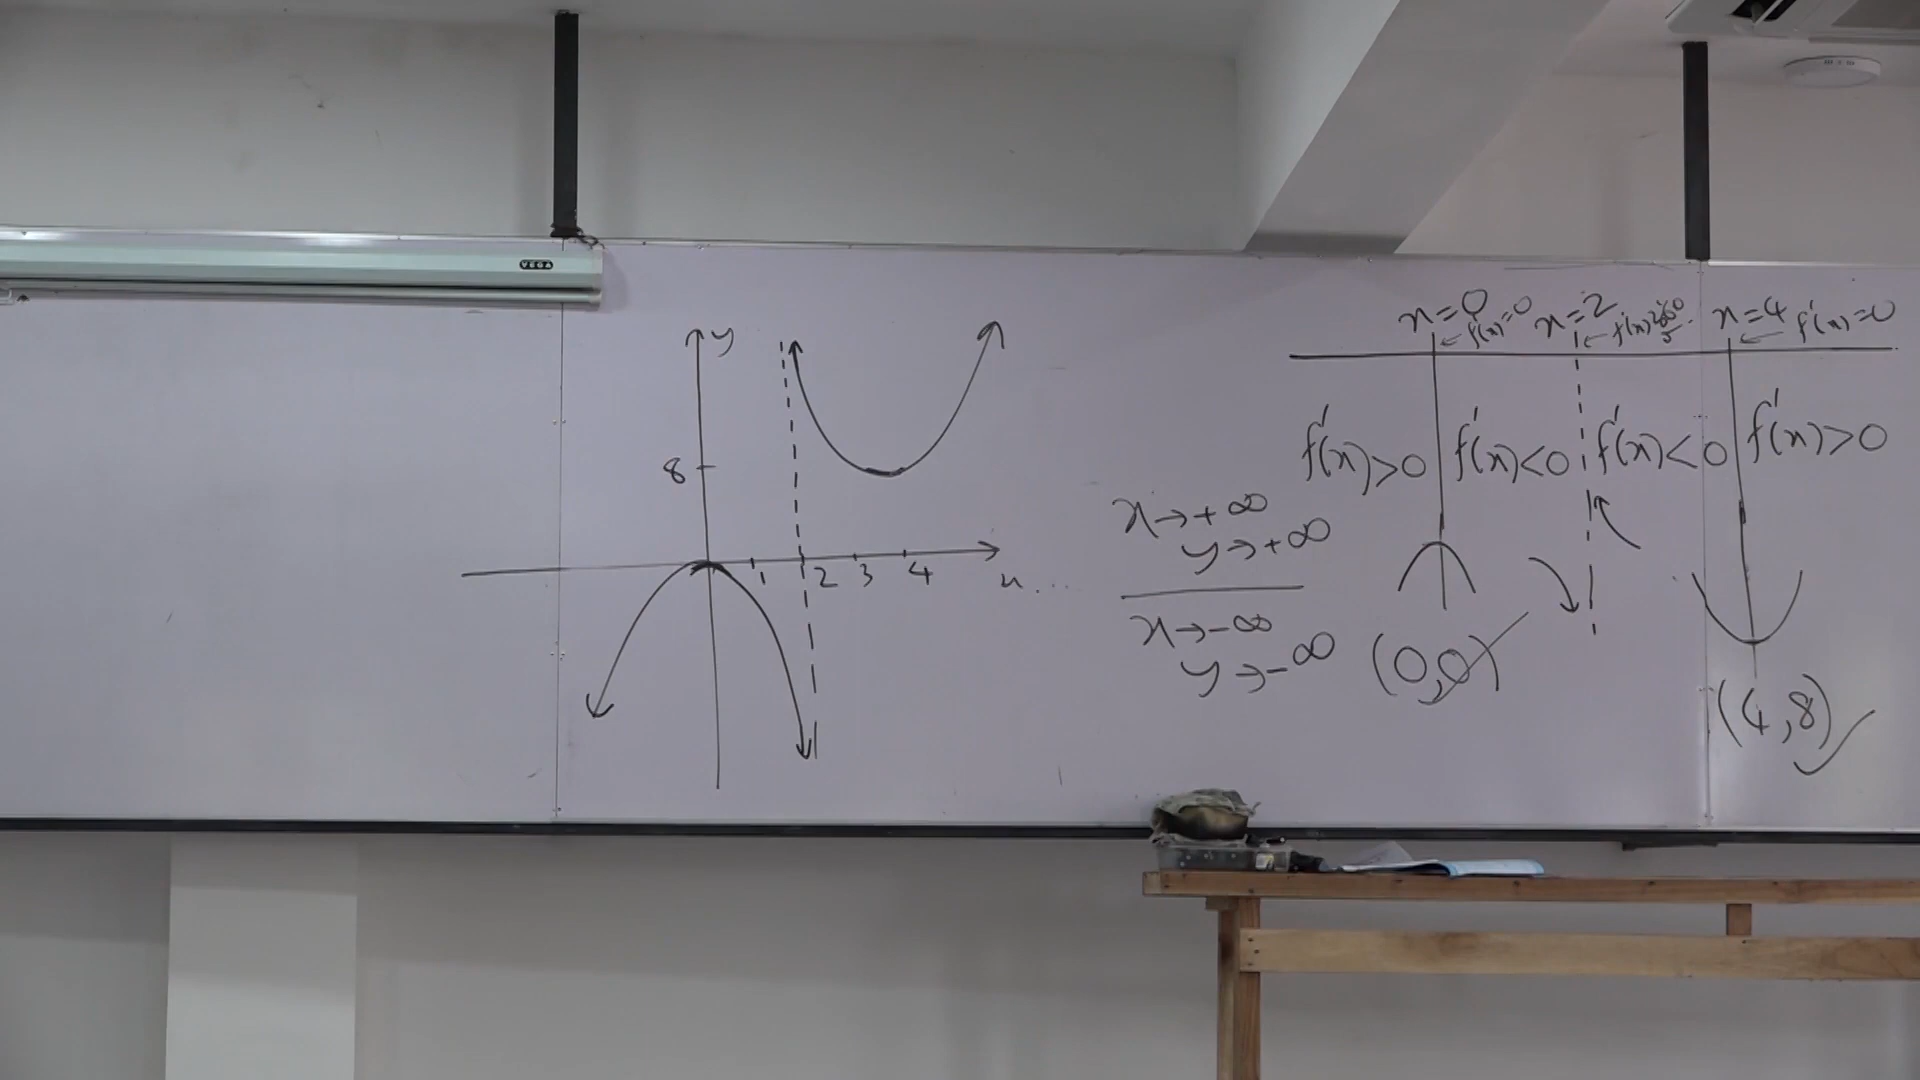 VEGA
y
8
1 2 3 4
x
x→+∞
y→+∞
x→-∞
y→-∞
x=0 x=2 x=4
f'(x)=0 f'(x) f'(x)=0
f'(x)>0 f'(x)<0 f'(x)<0 f'(x)>0
(0,0)
(4,8)